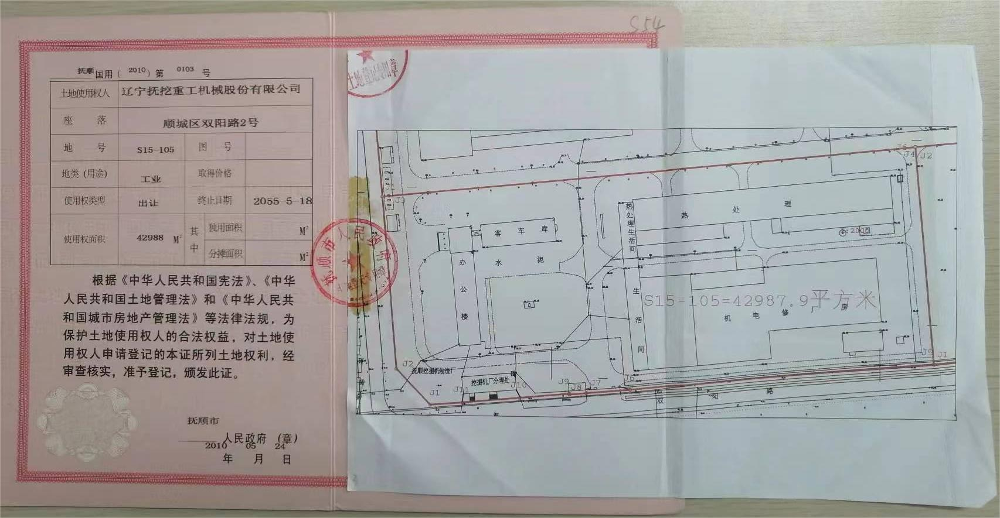 S54
抚顺国用(2010)第 0103 号
土地使用权人 辽宁抚挖重工机械股份有限公司
座 落 顺城区双阳路2号
地 号 S15-105 图 号
地类(用途) 工业 取得价格
使用权类型 出让 终止日期 2055-5-18
使用权面积 42988 M² 其中 独用面积 M²
分摊面积 M²
根据《中华人民共和国宪法》、《中华
人民共和国土地管理法》和《中华人民共
和国城市房地产管理法》等法律法规,为
保护土地使用权人的合法权益,对土地使
用权人申请登记的本证所列土地权利,经
审查核实,准予登记,颁发此证。
抚顺市
人民政府(章)
2010 05 24
年 月 日
抚顺市人民政府
J5
J4 J2
J1
J3
热处理
热处理生活间
客车库
2
办公楼
水泥
生活间
S15-105=42987.9平方米
机电修厂房
2
J5 J1
J2
抚顺挖掘机制造厂
挖掘机厂分理处
J1 J11 J10 J9 J8 J7 J6
双阳路